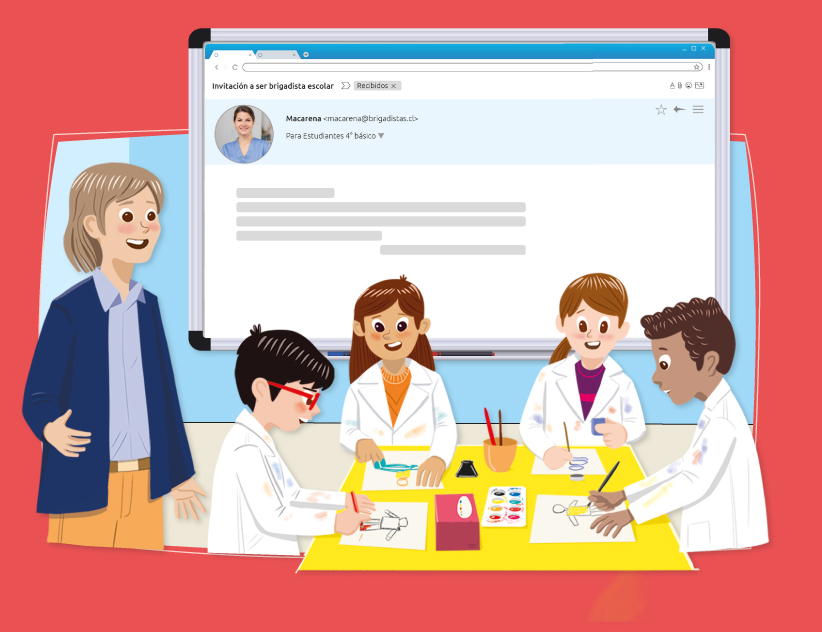 Invitación a ser brigadista escolar
Recibidos ×
Macarena <macarena@brigadistas.cl>
Para Estudiantes 4° básico